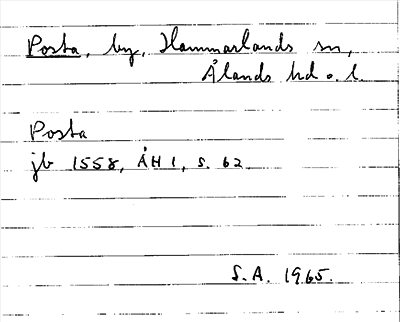 Posta, by, Hammarlands sn,
Ålands hd o. l.
Posta
jb 1558, ÅH 1, s. 62
S.A. 1965.